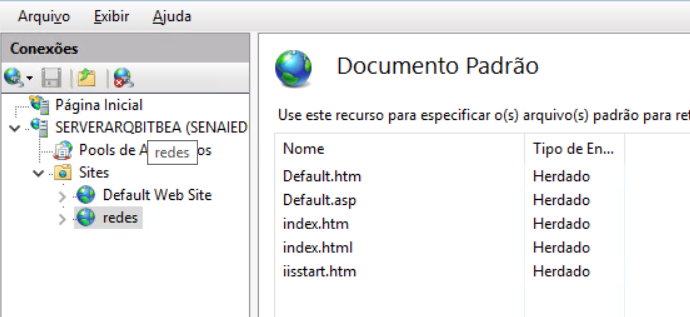 Arquivo Exibir Ajuda
Conexões
Página Inicial
SERVERARQBITBEA (SENAIED
Pools de A os
redes
Sites
Default Web Site
redes
Documento Padrão
Use este recurso para especificar o(s) arquivo(s) padrão para ret
Nome Tipo de En...
Default.htm Herdado
Default.asp Herdado
index.htm Herdado
index.html Herdado
iisstart.htm Herdado